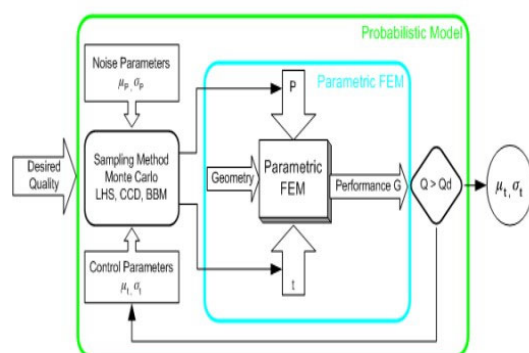 Probabilistic Model
Noise Parameters
μp, σp
Parametric FEM
P
Desired
Quality
Sampling Method
Monte Carlo
LHS, CCD, BBM
Geometry
Parametric
FEM
Performance G
Q > Qd
μt, σt
Control Parameters
μt, σt
t